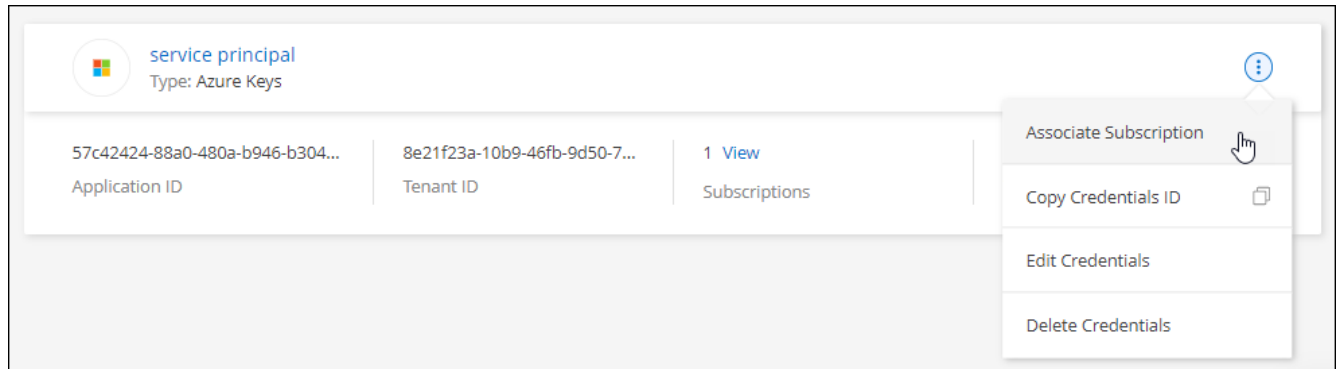 service principal
Type: Azure Keys
57c42424-88a0-480a-b946-b304...
Application ID
8e21f23a-10b9-46fb-9d50-7...
Tenant ID
1 View
Subscriptions
Associate Subscription
Copy Credentials ID
Edit Credentials
Delete Credentials